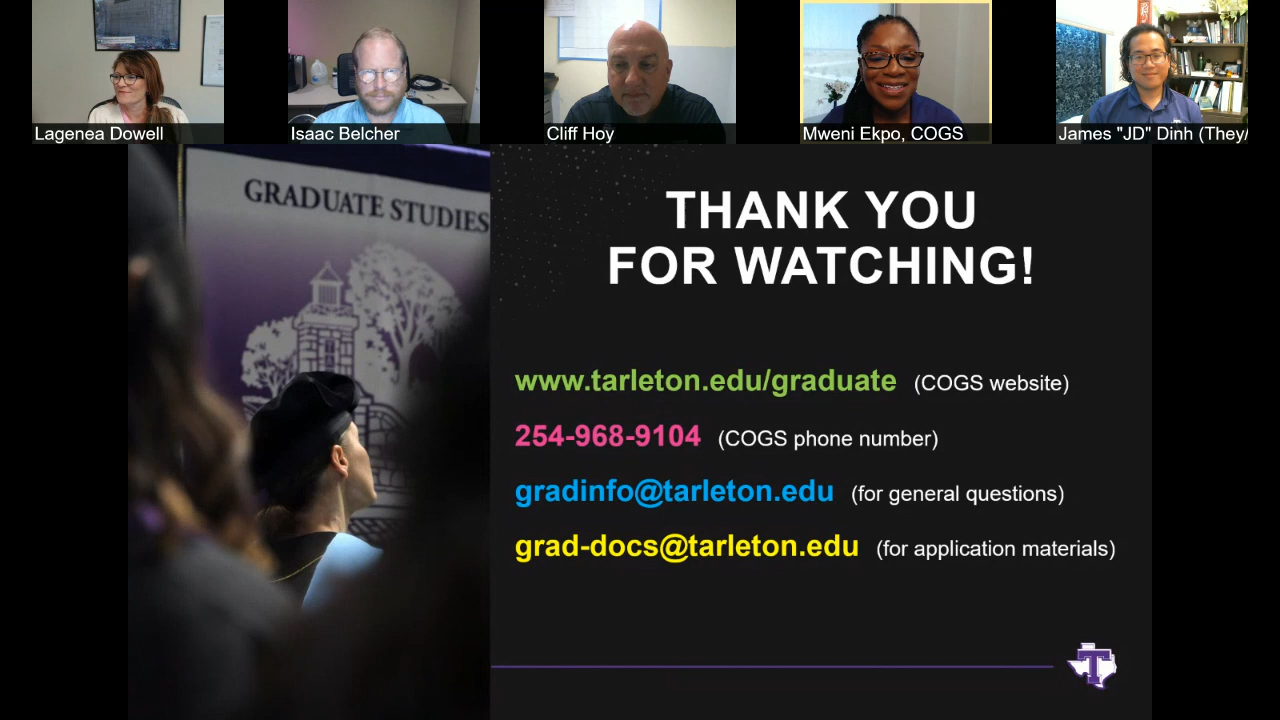 Lagenea Dowell
Isaac Belcher
Cliff Hoy
Mweni Ekpo, COGS
James "JD" Dinh (They/
GRADUATE STUDIES
THANK YOU
FOR WATCHING!
www.tarleton.edu/graduate (COGS website)
254-968-9104 (COGS phone number)
gradinfo@tarleton.edu (for general questions)
grad-docs@tarleton.edu (for application materials)
T